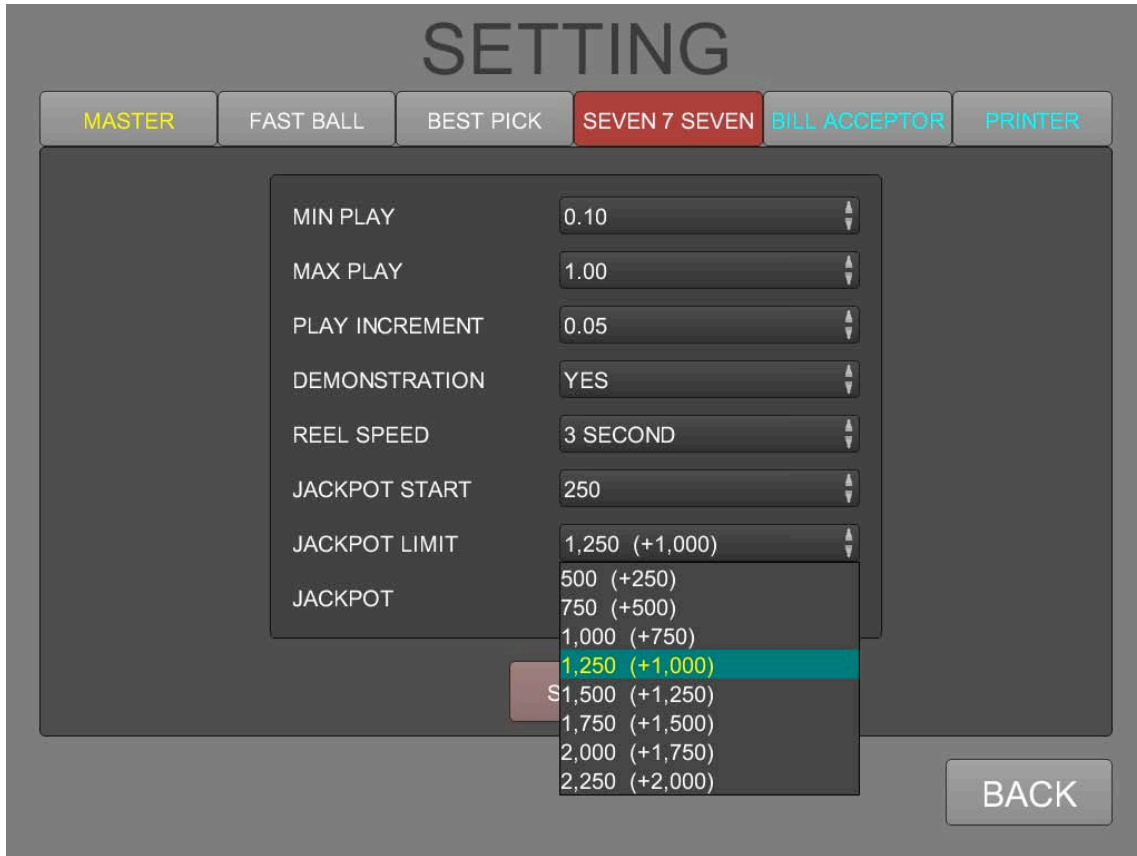 SETTING
MASTER FAST BALL BEST PICK SEVEN 7 SEVEN BILL ACCEPTOR PRINTER
MIN PLAY 0.10
MAX PLAY 1.00
PLAY INCREMENT 0.05
DEMONSTRATION YES
REEL SPEED 3 SECOND
JACKPOT START 250
JACKPOT LIMIT 1,250 (+1,000)
500 (+250)
JACKPOT 750 (+500)
1,000 (+750)
1,250 (+1,000)
1,500 (+1,250)
1,750 (+1,500)
2,000 (+1,750)
2,250 (+2,000)
BACK